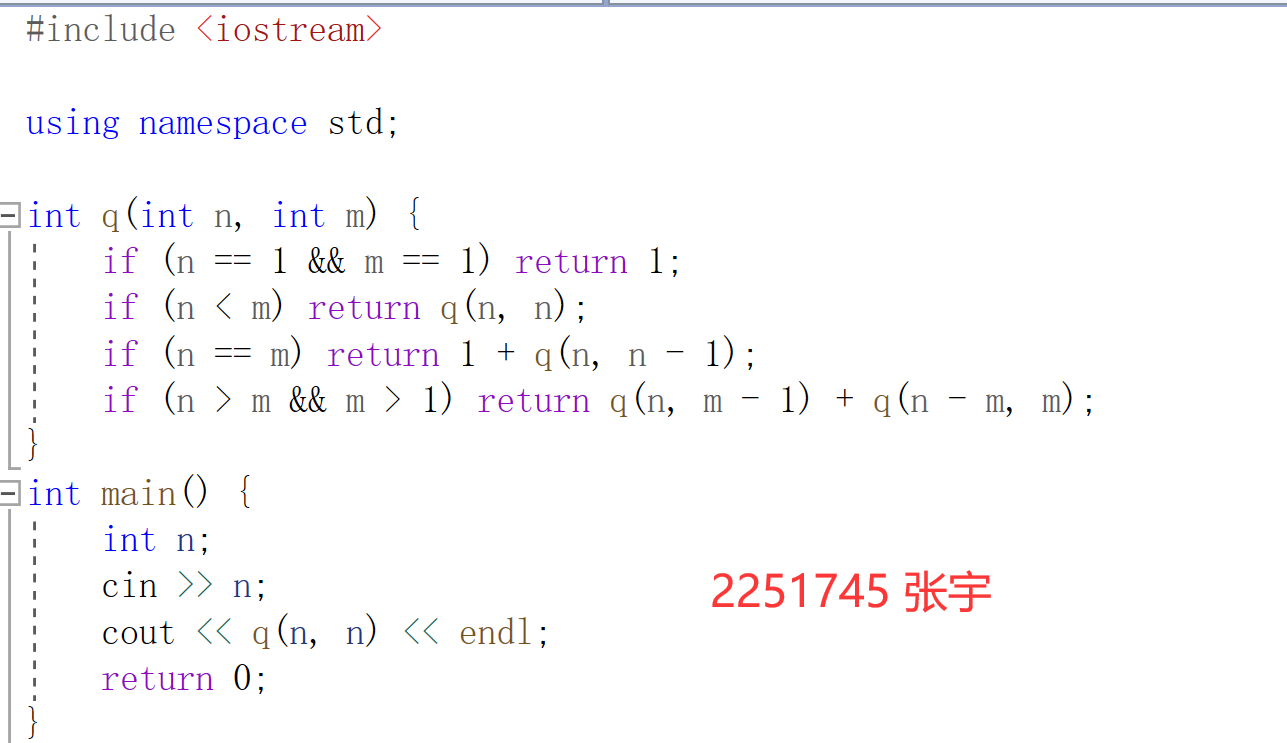 #include <iostream>
using namespace std;
int q(int n, int m) {
if (n == 1 && m == 1) return 1;
if (n < m) return q(n, n);
if (n == m) return 1 + q(n, n - 1);
if (n > m && m > 1) return q(n, m - 1) + q(n - m, m);
}
int main() {
int n;
cin >> n;
2251745 张宇
cout << q(n, n) << endl;
return 0;
}